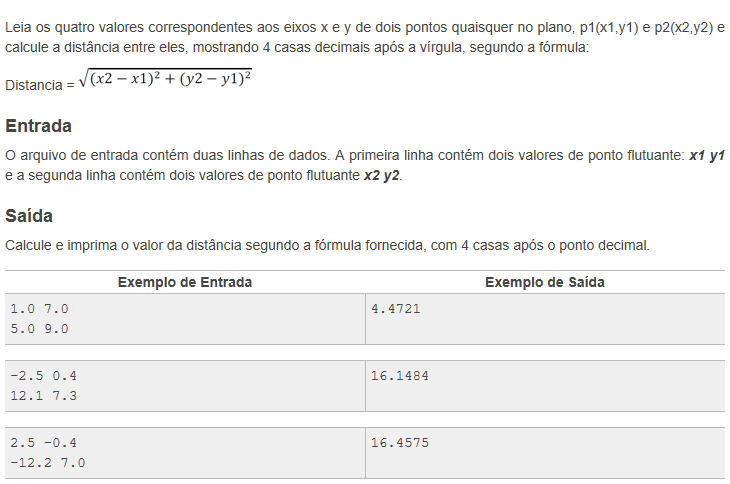 Leia os quatro valores correspondentes aos eixos x e y de dois pontos quaisquer no plano, p1(x1,y1) e p2(x2,y2) e
calcule a distância entre eles, mostrando 4 casas decimais após a vírgula, segundo a fórmula:
Distancia = √(x2 − x1)² + (y2 − y1)²
Entrada
O arquivo de entrada contém duas linhas de dados. A primeira linha contém dois valores de ponto flutuante: x1 y1
e a segunda linha contém dois valores de ponto flutuante x2 y2.
Saída
Calcule e imprima o valor da distância segundo a fórmula fornecida, com 4 casas após o ponto decimal.
Exemplo de Entrada Exemplo de Saída
1.0 7.0 4.4721
5.0 9.0
-2.5 0.4 16.1484
12.1 7.3
2.5 -0.4 16.4575
-12.2 7.0